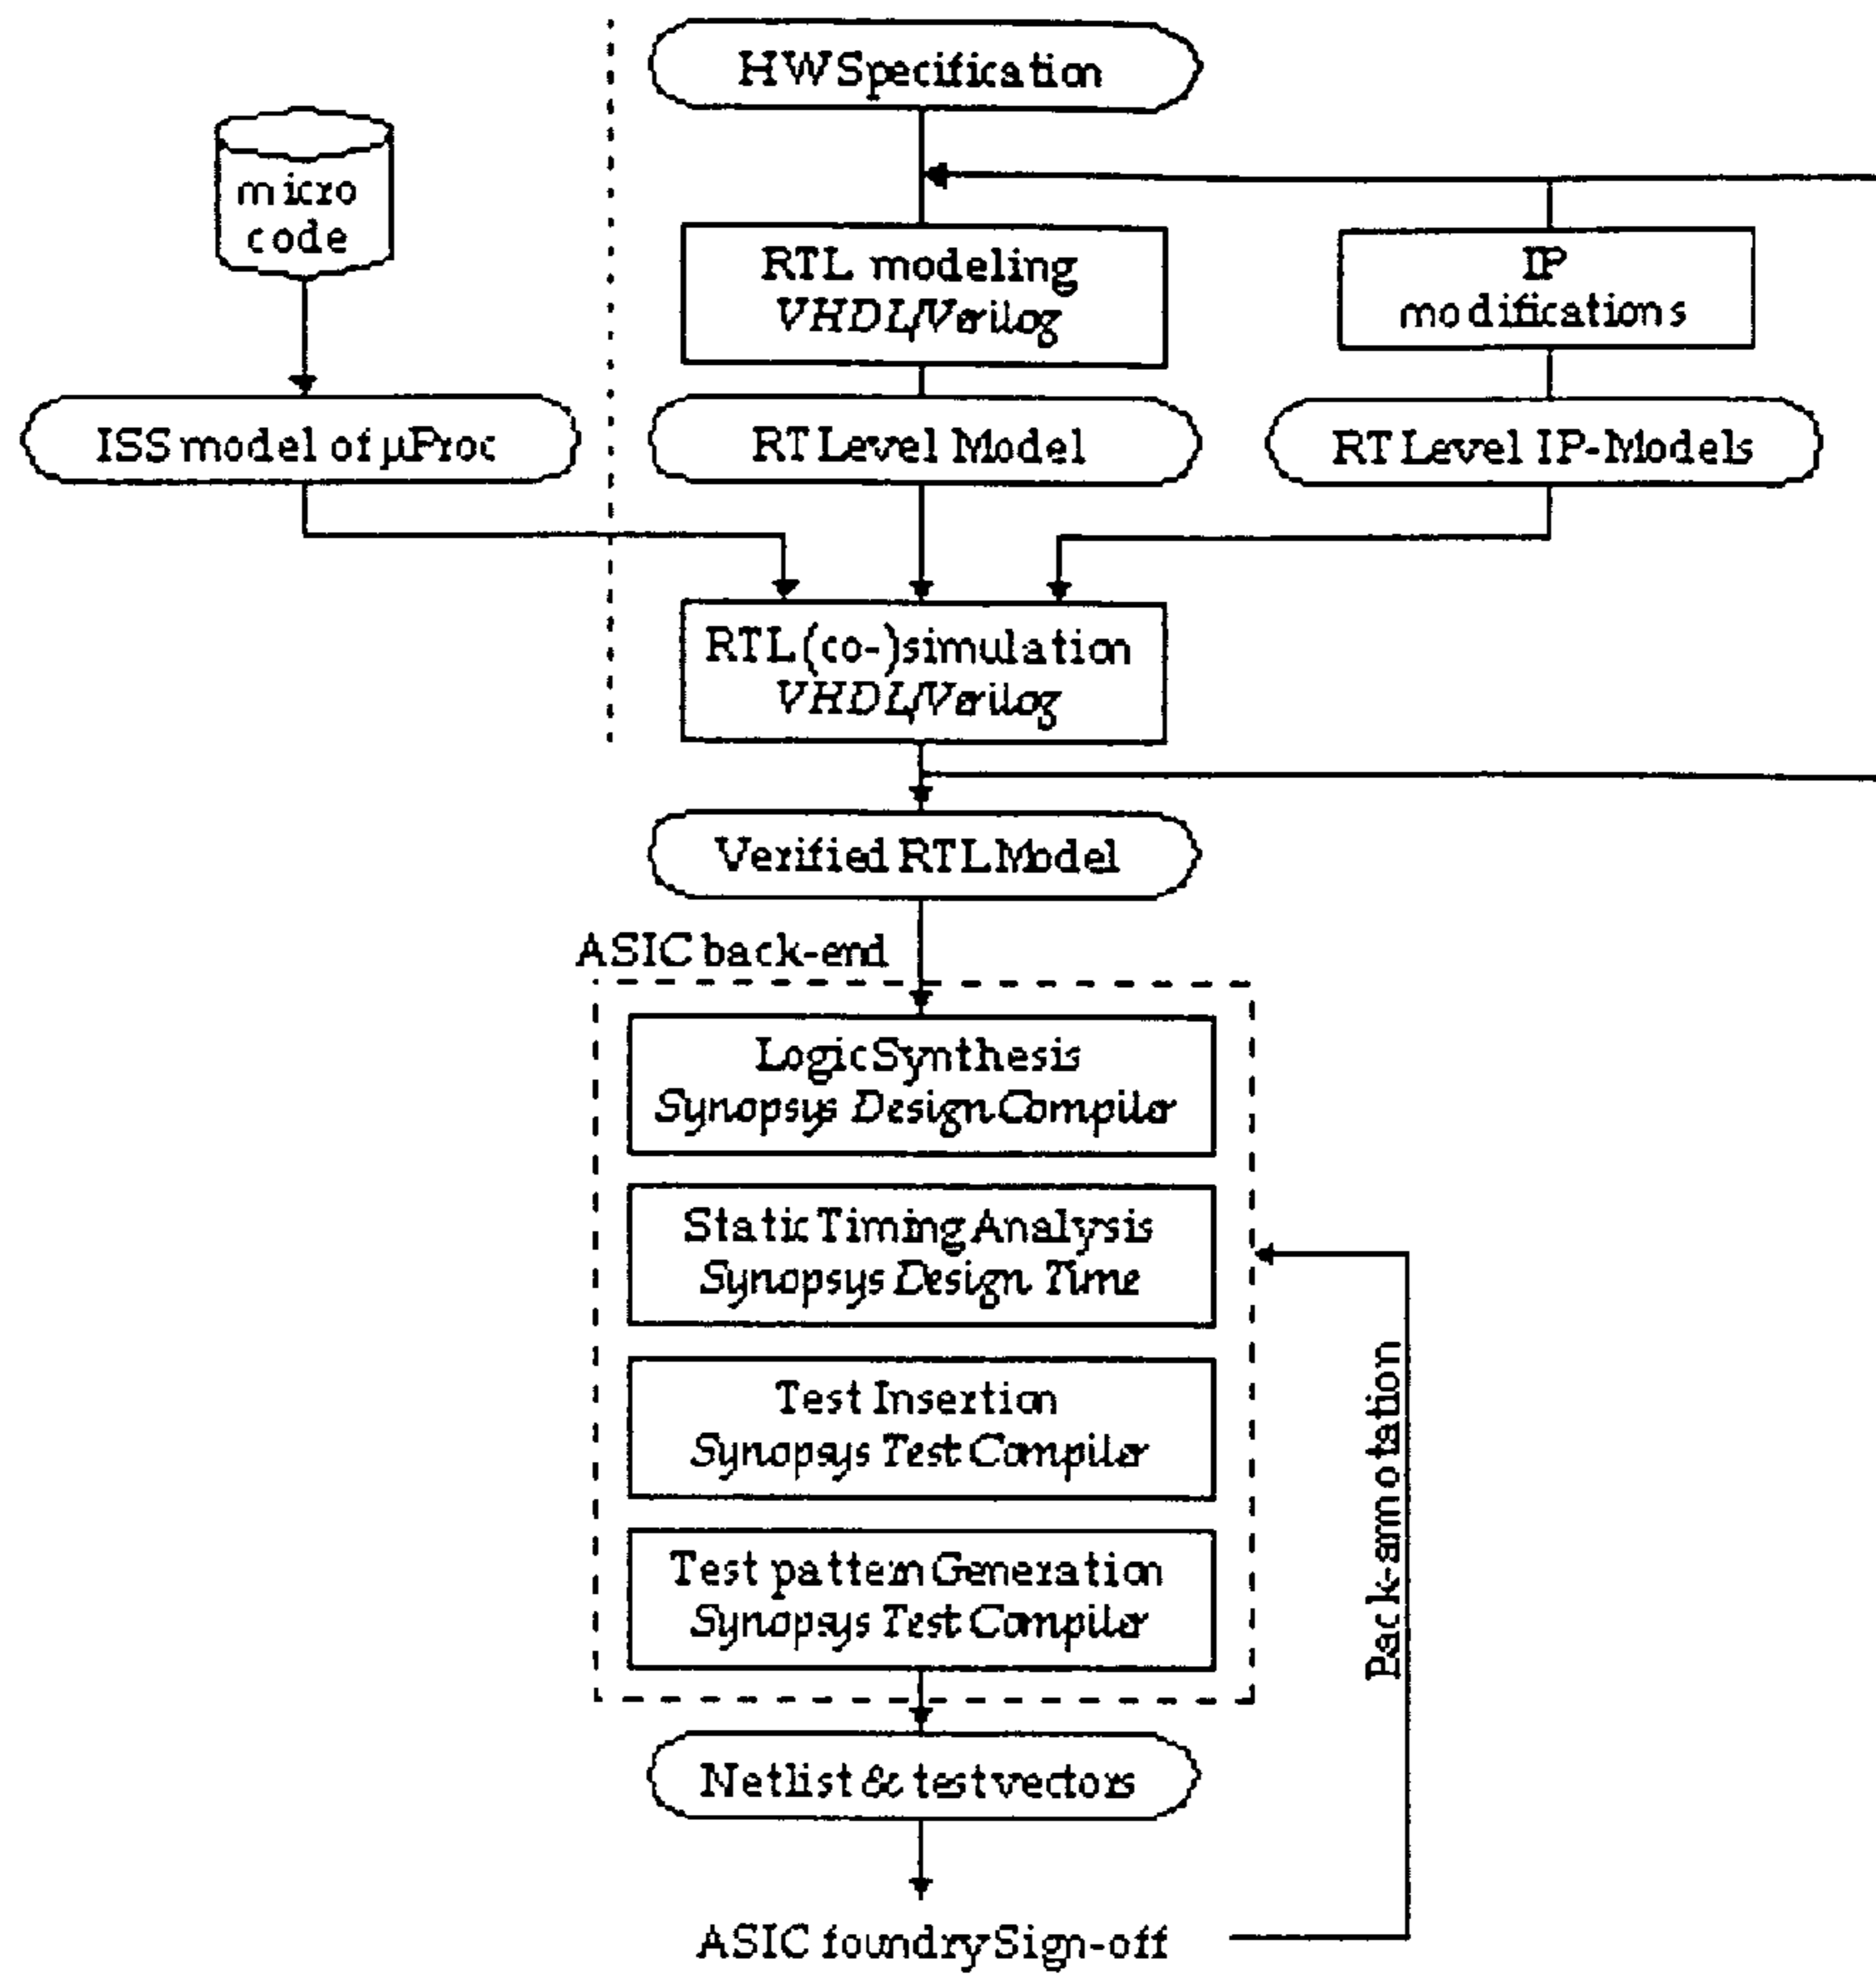 HW Specification
micro
code
RTL modeling
VHDL/Verilog
IP
modifications
ISS model of µProc
RT Level Model
RT Level IP-Models
RTL (co-)simulation
VHDL/Verilog
Verified RTL Model
ASIC back-end
Logic Synthesis
Synopsys Design Compiler
Static Timing Analysis
Synopsys Design Time
Test Insertion
Synopsys Test Compiler
Test pattern Generation
Synopsys Test Compiler
Pack-annotation
Netlist & testvectors
ASIC foundry Sign-off